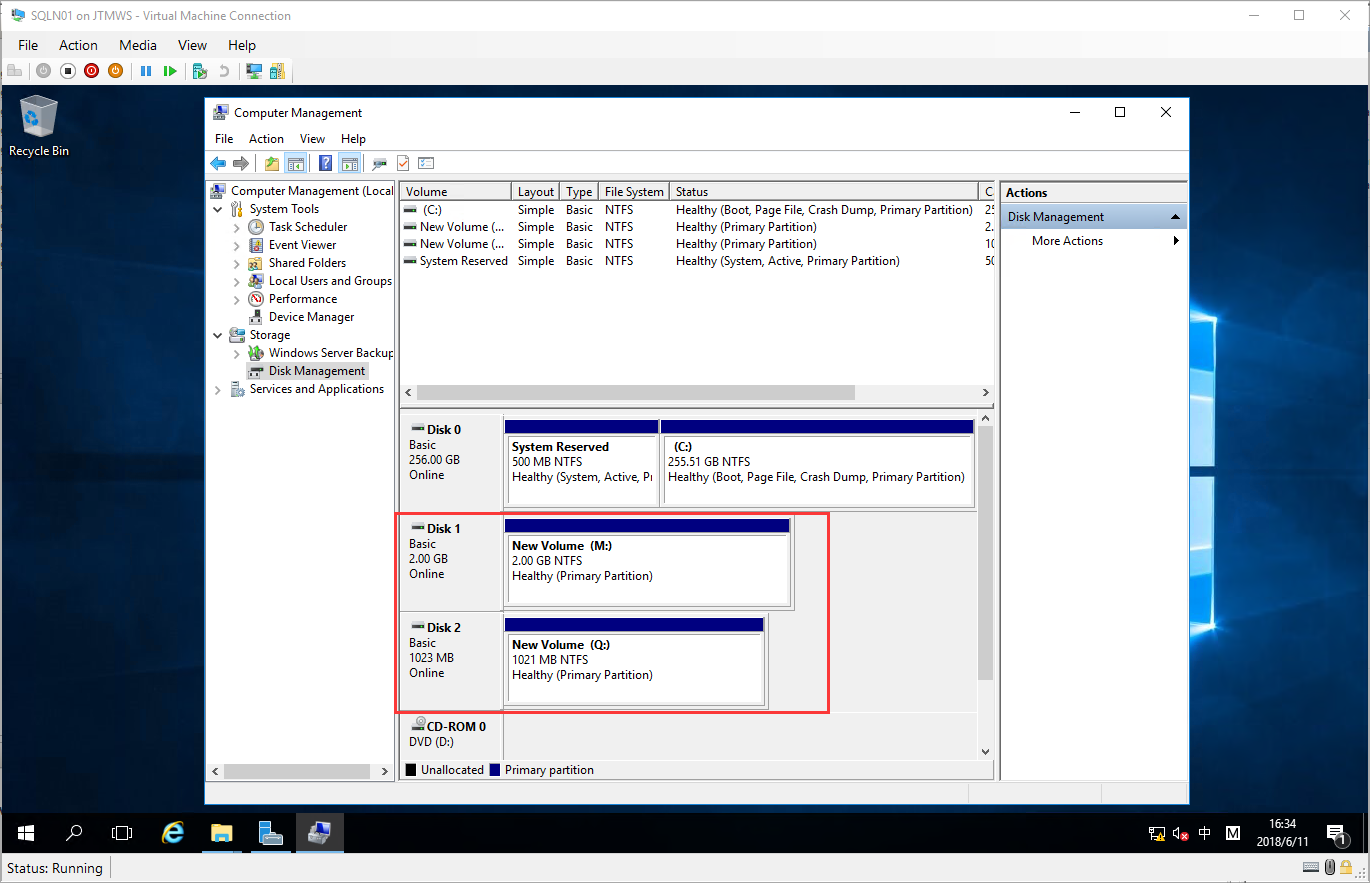 SQLN01 on JTMWS - Virtual Machine Connection
File Action Media View Help
Recycle Bin
Computer Management
File Action View Help
Computer Management (Local
System Tools
Task Scheduler
Event Viewer
Shared Folders
Local Users and Groups
Performance
Device Manager
Storage
Windows Server Backup
Disk Management
Services and Applications
Volume Layout Type File System Status C
(C:) Simple Basic NTFS Healthy (Boot, Page File, Crash Dump, Primary Partition) 25
New Volume (... Simple Basic NTFS Healthy (Primary Partition) 2.
New Volume (... Simple Basic NTFS Healthy (Primary Partition) 10
System Reserved Simple Basic NTFS Healthy (System, Active, Primary Partition) 50
Disk 0
Basic
256.00 GB
Online
System Reserved
500 MB NTFS
Healthy (System, Active, Pr
(C:)
255.51 GB NTFS
Healthy (Boot, Page File, Crash Dump, Primary Partition)
Disk 1
Basic
2.00 GB
Online
New Volume (M:)
2.00 GB NTFS
Healthy (Primary Partition)
Disk 2
Basic
1023 MB
Online
New Volume (Q:)
1021 MB NTFS
Healthy (Primary Partition)
CD-ROM 0
DVD (D:)
Unallocated Primary partition
Actions
Disk Management
More Actions
中 M
16:34
2018/6/11
1
Status: Running